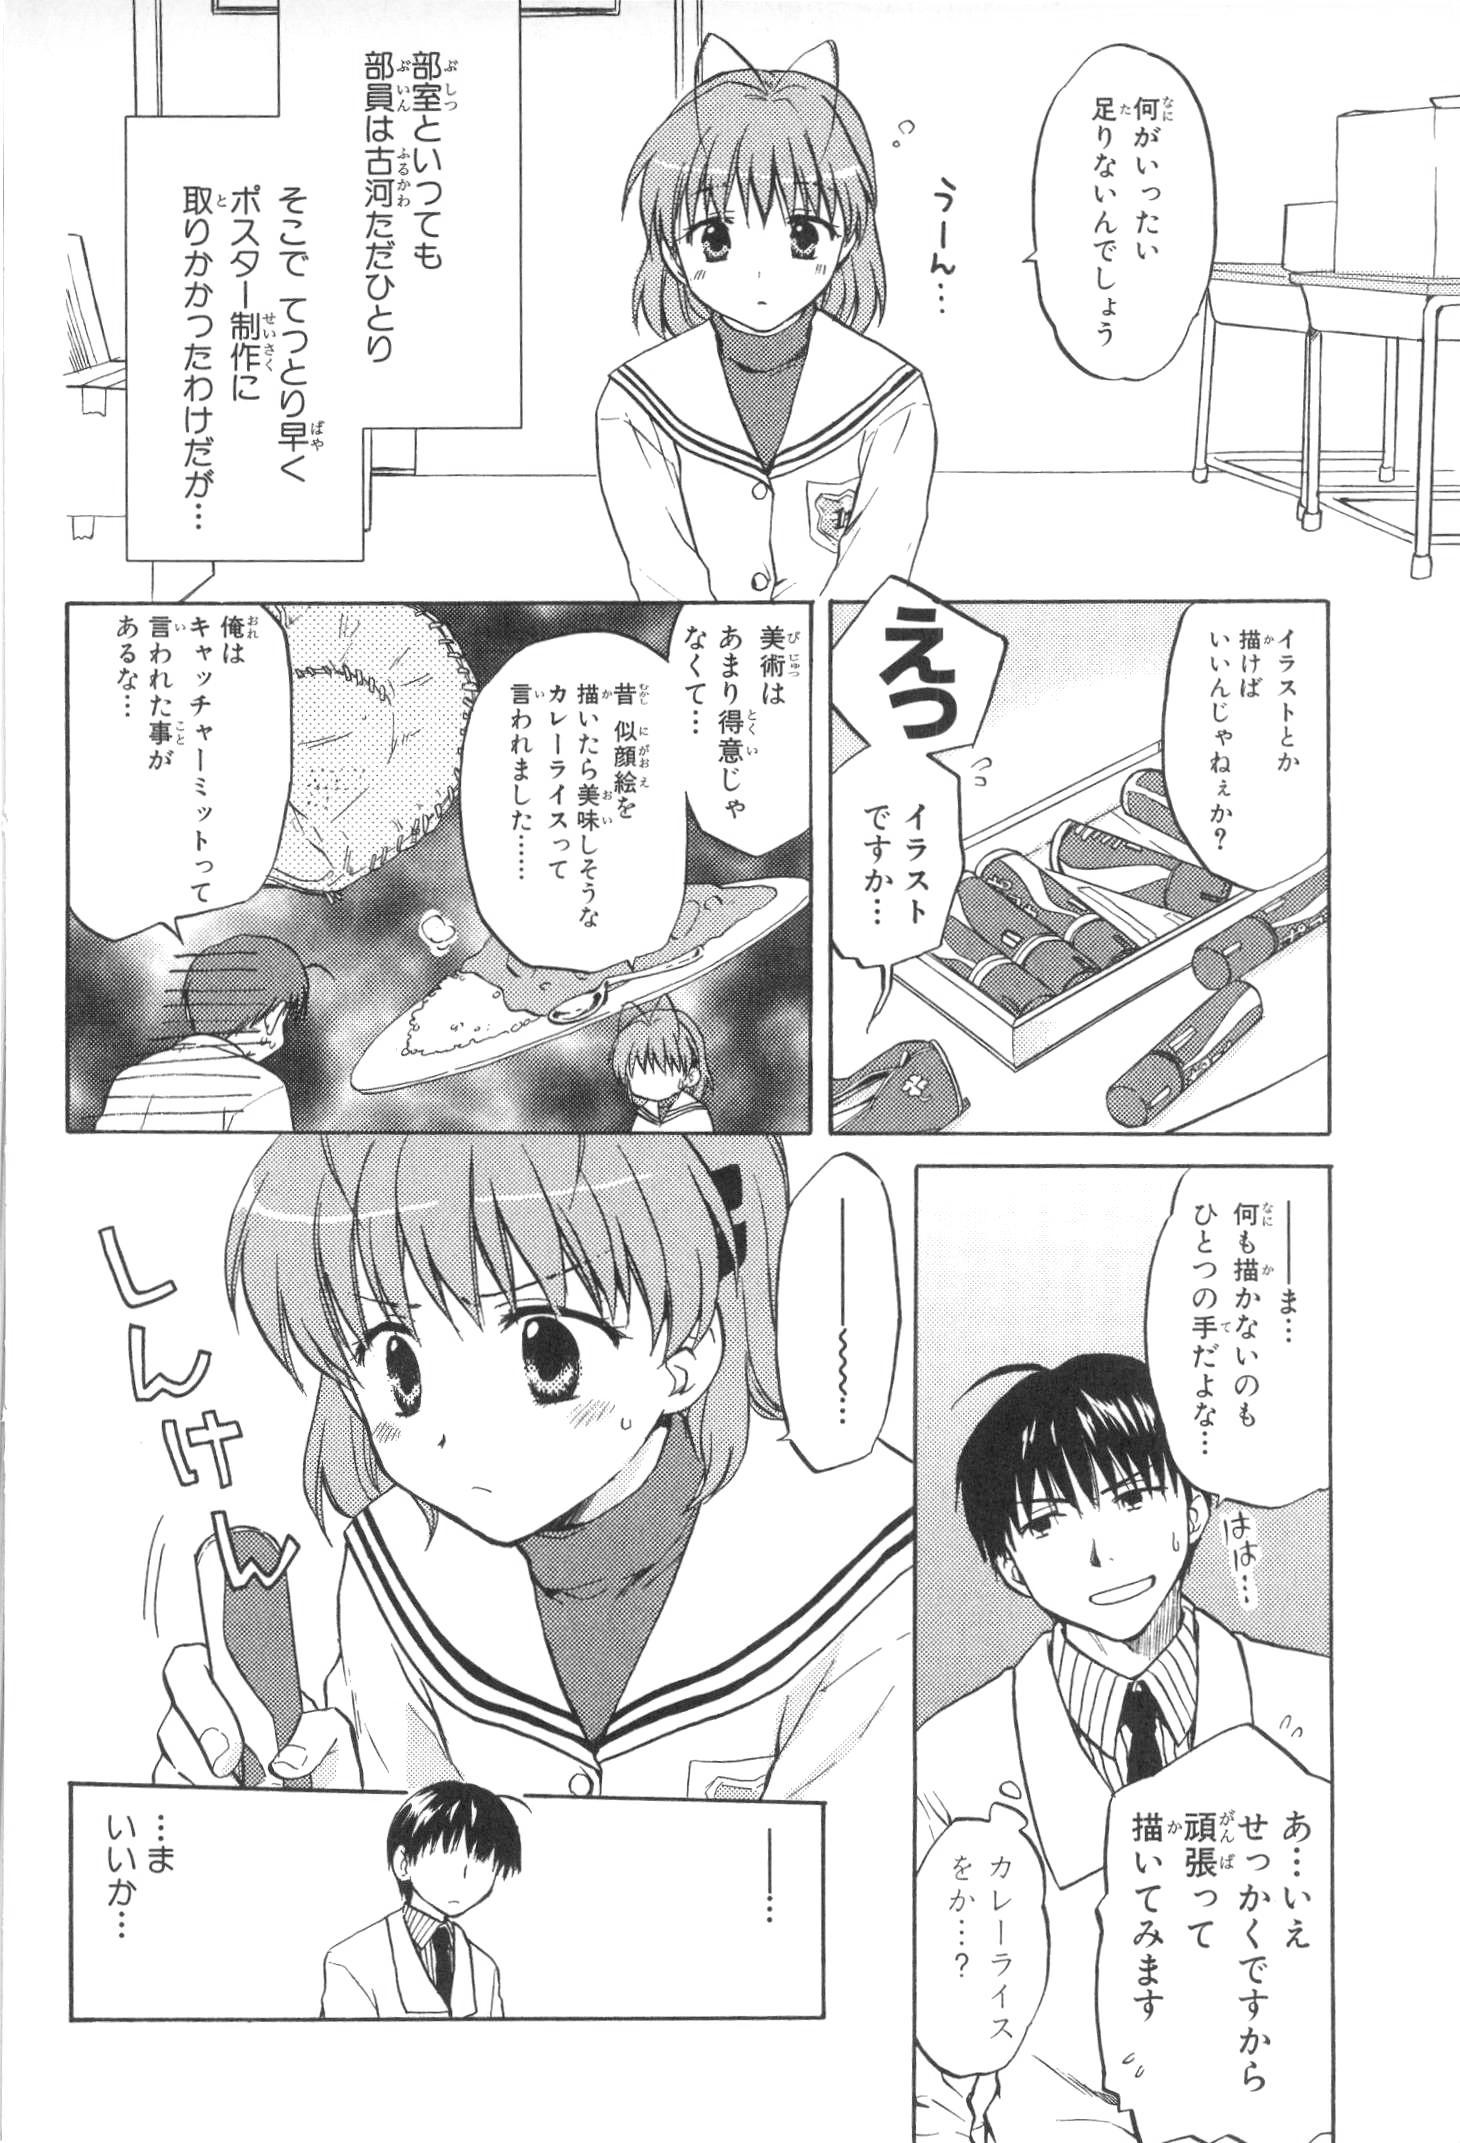 何がいったい
足りないんでしょう
うーん…
部室といっても
部員は古河ただひとり
そこで てっとり早く
ポスター制作に
取りかかったわけだが…
イラストとか
描けば
いいんじゃねぇか？
えっ
イラスト
ですか…
美術は
あまり得意じゃ
なくて…
昔 似顔絵を
描いたら美味しそうな
カレーライスって
言われました……
俺は
キャッチャーミットって
言われた事が
あるな…
――ま…
何も描かないのも
ひとつの手だよな…
はは…
あ…いえ
せっかくですから
頑張って
描いてみます
カレーライス
をか…？
――〜〜…
しんけん
――…
…ま
いいか…